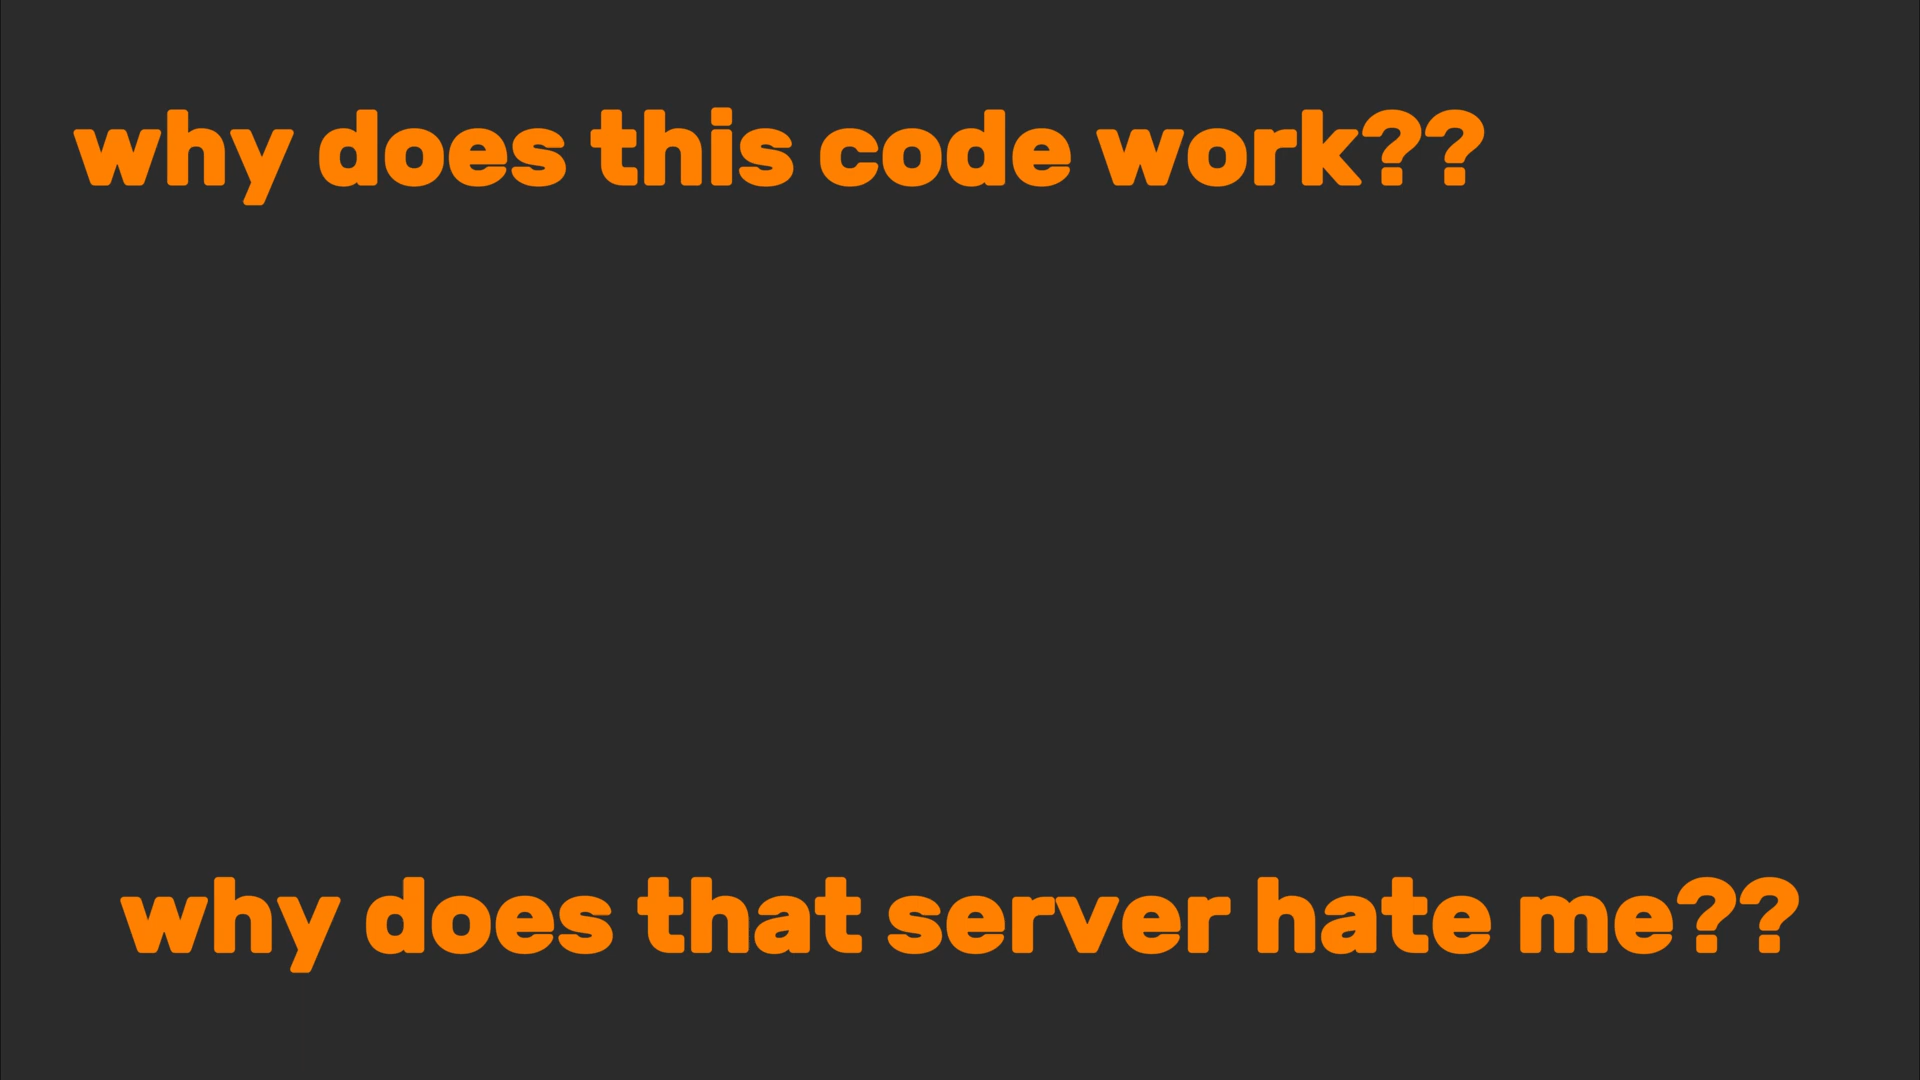 why does this code work??
why does that server hate me??